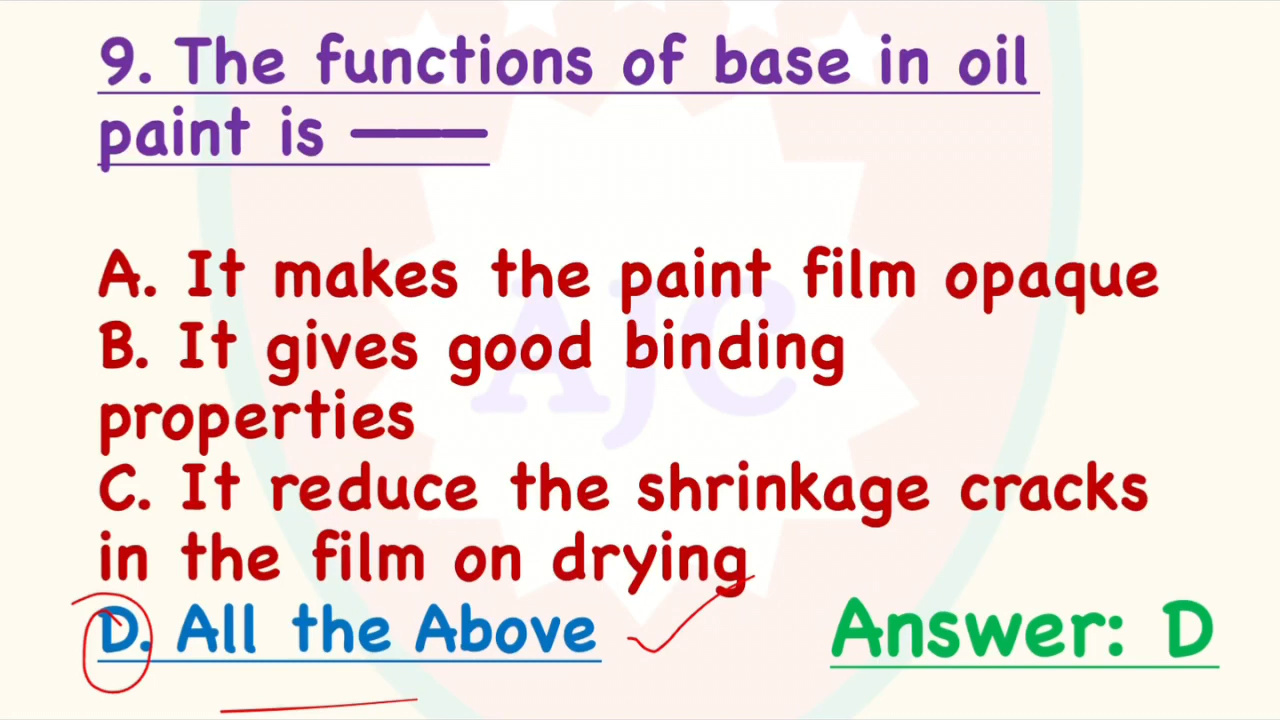 9. The functions of base in oil
paint is ———
A. It makes the paint film opaque
B. It gives good binding
properties
C. It reduce the shrinkage cracks
in the film on drying
D. All the Above
Answer: D
AJC